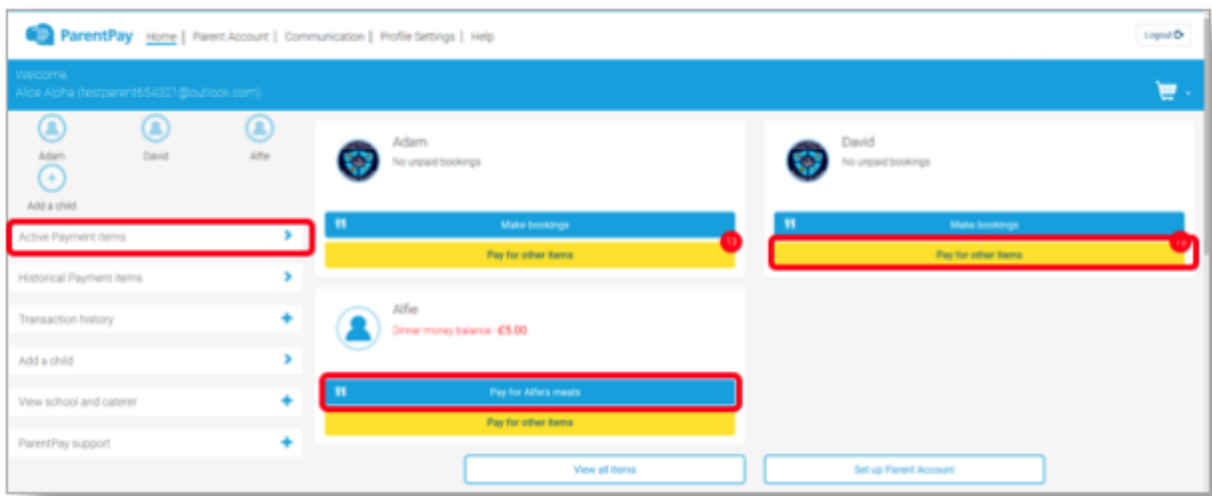 ParentPay Home | Parent Account | Communication | Profile Settings | Help
Logout
Welcome,
Alice Alpha (testparent654321@outlook.com)
Adam David Alfie
Add a child
Active Payment Items
Historical Payment items
Transaction history
Add a child
View school and caterer
ParentPay support
Adam
No unpaid bookings
Make bookings
13
Pay for other items
David
No unpaid bookings
Make bookings
Pay for other items
Alfie
Dinner money balance -£5.00
Pay for Alfie's meals
Pay for other items
View all items
Set up Parent Account